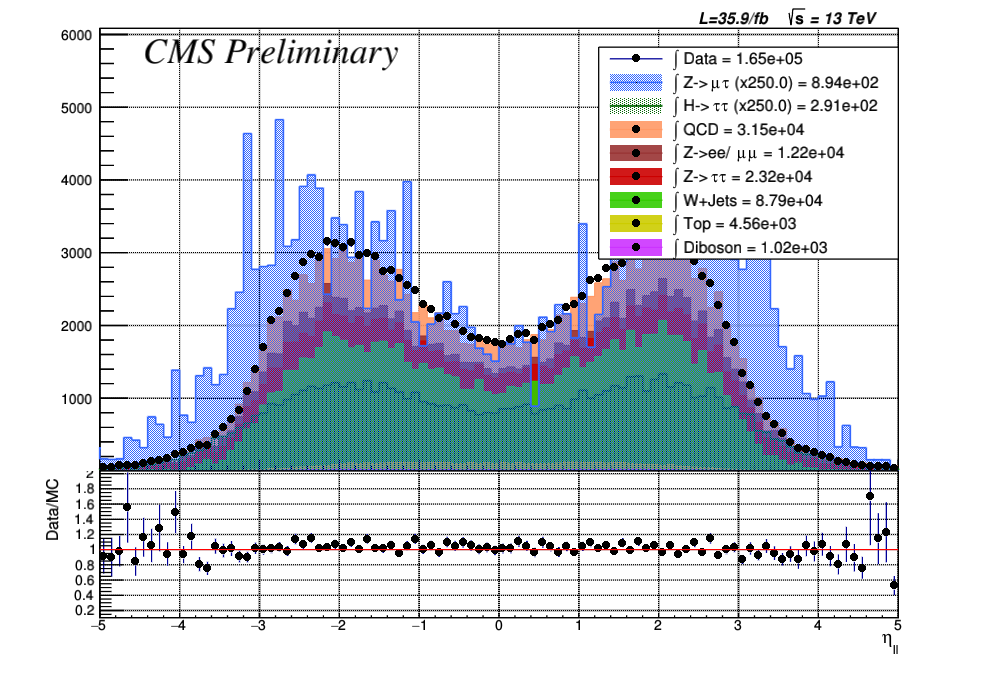 L=35.9/fb √s = 13 TeV
CMS Preliminary
∫ Data = 1.65e+05
∫ Z-> μτ (x250.0) = 8.94e+02
∫ H-> ττ (x250.0) = 2.91e+02
∫ QCD = 3.15e+04
∫ Z->ee/ μμ = 1.22e+04
∫ Z-> ττ = 2.32e+04
∫ W+Jets = 8.79e+04
∫ Top = 4.56e+03
∫ Diboson = 1.02e+03
6000
5000
4000
3000
2000
1000
Data/MC
2
1.8
1.6
1.4
1.2
1
0.8
0.6
0.4
0.2
−5 −4 −3 −2 −1 0 1 2 3 4 5
η_ll